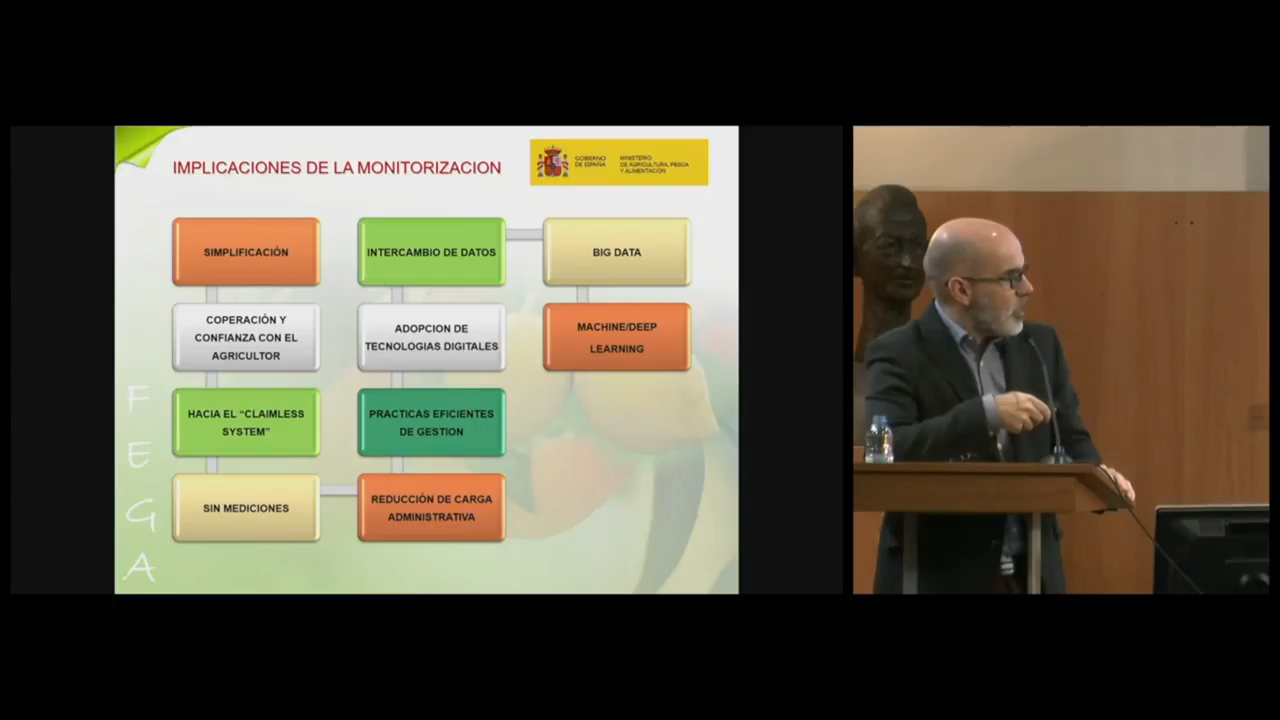 IMPLICACIONES DE LA MONITORIZACION
GOBIERNO
DE ESPAÑA
MINISTERIO
DE AGRICULTURA, PESCA
Y ALIMENTACIÓN
SIMPLIFICACIÓN
COPERACIÓN Y
CONFIANZA CON EL
AGRICULTOR
HACIA EL “CLAIMLESS
SYSTEM”
SIN MEDICIONES
INTERCAMBIO DE DATOS
ADOPCION DE
TECNOLOGIAS DIGITALES
PRACTICAS EFICIENTES
DE GESTION
REDUCCIÓN DE CARGA
ADMINISTRATIVA
BIG DATA
MACHINE/DEEP
LEARNING
FEGA